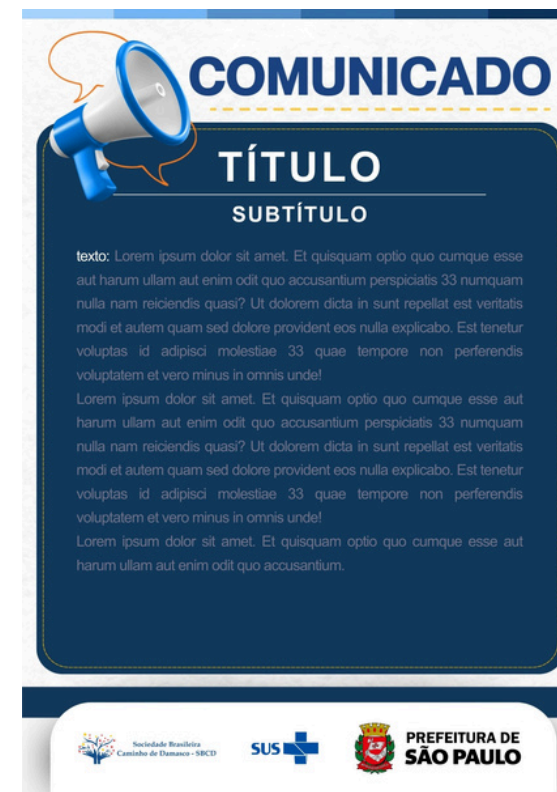 COMUNICADO
TÍTULO
SUBTÍTULO
texto: Lorem ipsum dolor sit amet. Et quisquam optio quo cumque esse
aut harum ullam aut enim odit quo accusantium perspiciatis 33 numquam
nulla nam reiciendis quasi? Ut dolorem dicta in sunt repellat est veritatis
modi et autem quam sed dolore provident eos nulla explicabo. Est tenetur
voluptas id adipisci molestiae 33 quae tempore non perferendis
voluptatem et vero minus in omnis unde!
Lorem ipsum dolor sit amet. Et quisquam optio quo cumque esse aut
harum ullam aut enim odit quo accusantium perspiciatis 33 numquam
nulla nam reiciendis quasi? Ut dolorem dicta in sunt repellat est veritatis
modi et autem quam sed dolore provident eos nulla explicabo. Est tenetur
voluptas id adipisci molestiae 33 quae tempore non perferendis
voluptatem et vero minus in omnis unde!
Lorem ipsum dolor sit amet. Et quisquam optio quo cumque esse aut
harum ullam aut enim odit quo accusantium.
Sociedade Brasileira
Caminho de Damasco - SBCD
SUS
PREFEITURA DE
SÃO PAULO